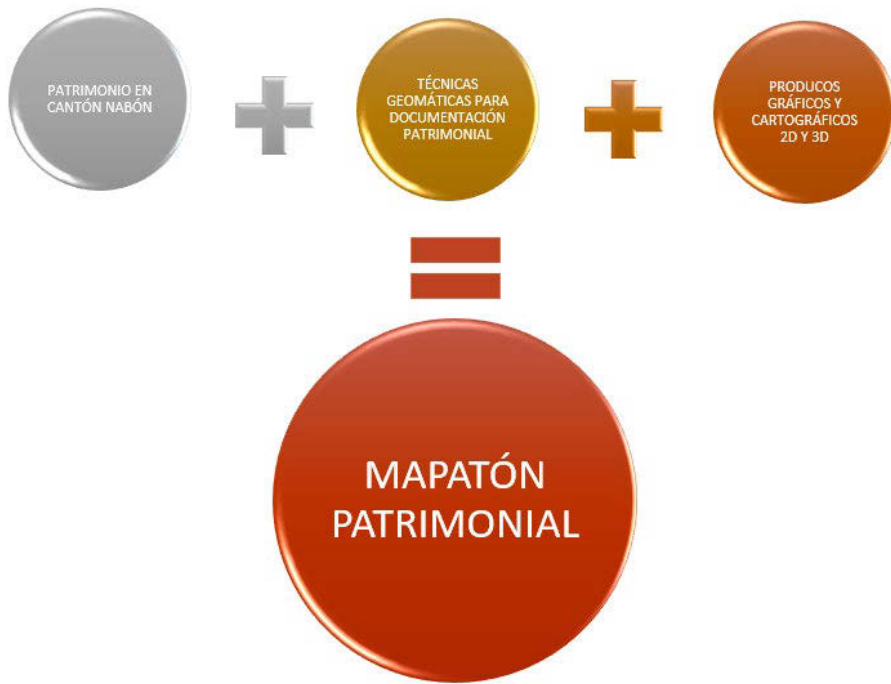 PATRIMONIO EN
CANTÓN NABÓN
TÉCNICAS
GEOMÁTICAS PARA
DOCUMENTACIÓN
PATRIMONIAL
PRODUCOS
GRÁFICOS Y
CARTOGRÁFICOS
2D Y 3D
MAPATÓN
PATRIMONIAL